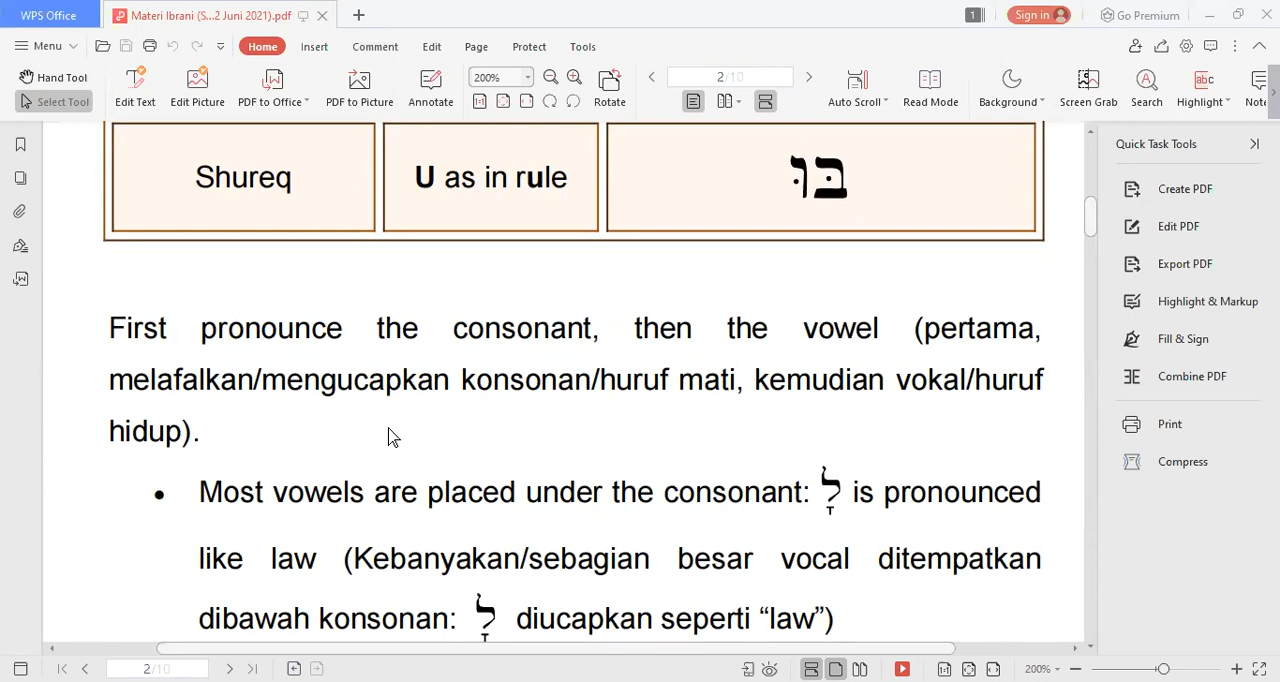 WPS Office
Materi Ibrani (S...2 Juni 2021).pdf
1
Sign in
Go Premium
Menu
Home
Insert
Comment
Edit
Page
Protect
Tools
Hand Tool
Select Tool
Edit Text
Edit Picture
PDF to Office
PDF to Picture
Annotate
200%
Rotate
2/10
Auto Scroll
Read Mode
Background
Screen Grab
Search
Highlight
Note
Shureq
U as in rule
בּוּ
First pronounce the consonant, then the vowel (pertama,
melafalkan/mengucapkan konsonan/huruf mati, kemudian vokal/huruf
hidup).
• Most vowels are placed under the consonant: לָ is pronounced
like law (Kebanyakan/sebagian besar vocal ditempatkan
dibawah konsonan: לָ diucapkan seperti “law”)
Quick Task Tools
Create PDF
Edit PDF
Export PDF
Highlight & Markup
Fill & Sign
Combine PDF
Print
Compress
2/10
200%